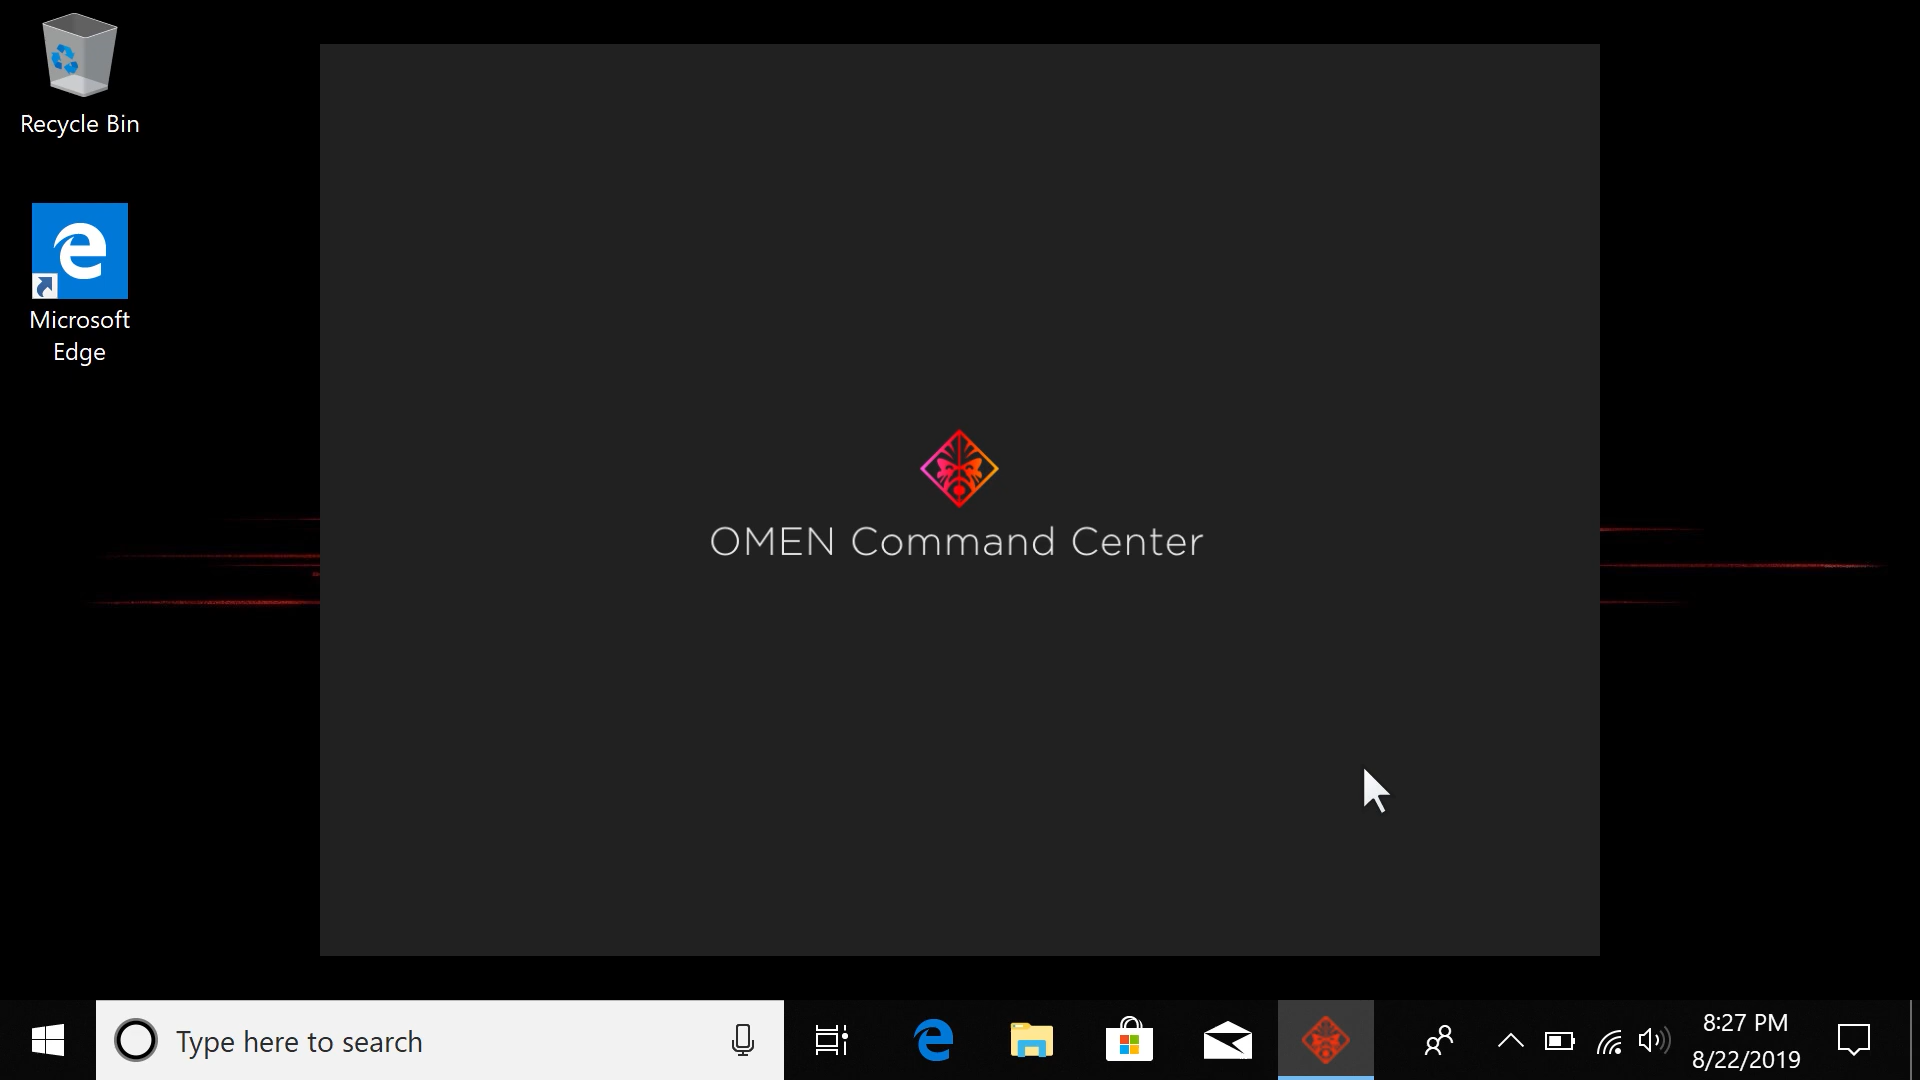 Recycle Bin
Microsoft
Edge
OMEN Command Center
Type here to search
8:27 PM
8/22/2019